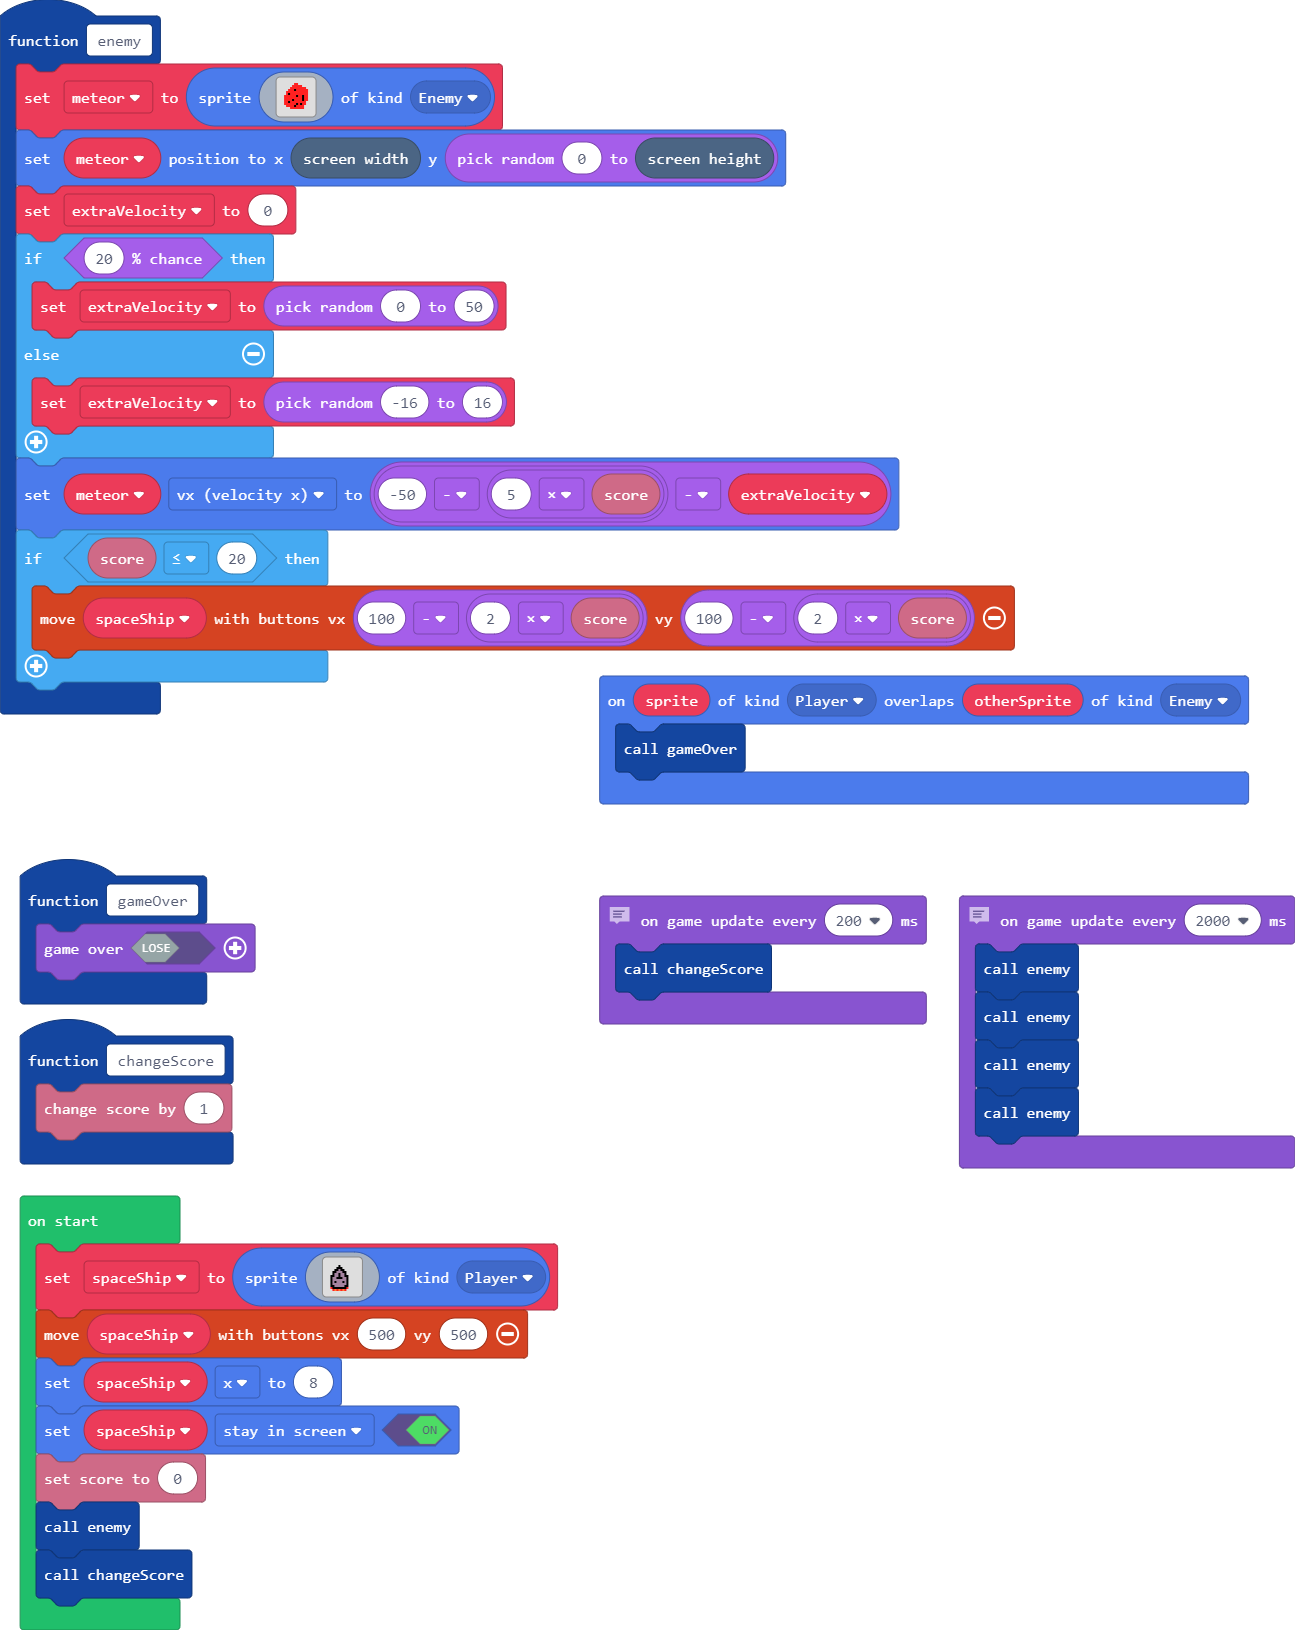 function enemy
set meteor to sprite of kind Enemy
set meteor position to x screen width y pick random 0 to screen height
set extraVelocity to 0
if 20 % chance then
set extraVelocity to pick random 0 to 50
else
set extraVelocity to pick random -16 to 16
set meteor vx (velocity x) to -50 - 5 x score - extraVelocity
if score ≤ 20 then
move spaceShip with buttons vx 100 - 2 x score vy 100 - 2 x score
on sprite of kind Player overlaps otherSprite of kind Enemy
call gameOver
function gameOver
game over LOSE
on game update every 200 ms
call changeScore
on game update every 2000 ms
call enemy
call enemy
call enemy
call enemy
function changeScore
change score by 1
on start
set spaceShip to sprite of kind Player
move spaceShip with buttons vx 500 vy 500
set spaceShip x to 8
set spaceShip stay in screen ON
set score to 0
call enemy
call changeScore